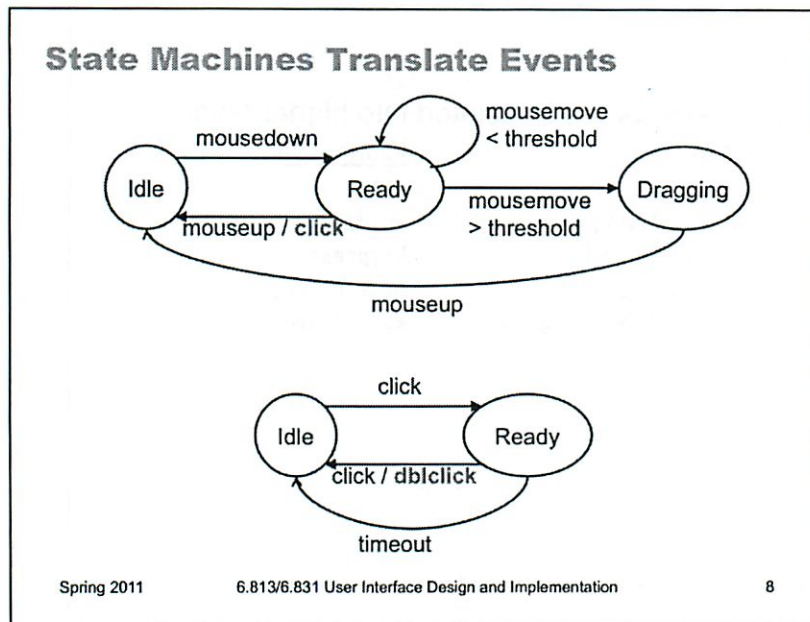 State Machines Translate Events
mousemove
< threshold
mousedown
Idle
Ready
Dragging
mousemove
> threshold
mouseup / click
mouseup
click
Idle
Ready
click / dblclick
timeout
Spring 2011 6.813/6.831 User Interface Design and Implementation 8